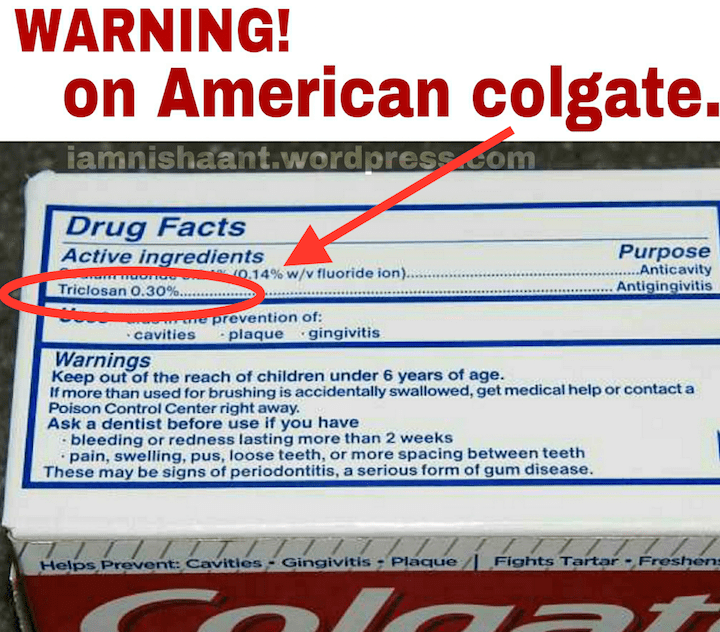 WARNING!
on American colgate.
iamnishaant.wordpress.com
Drug Facts
Active ingredients Purpose
(0.14% w/v fluoride ion)..... Anticavity
Triclosan 0.30%..... Antigingivitis
Uses prevention of:
· cavities · plaque · gingivitis
Warnings
Keep out of the reach of children under 6 years of age.
If more than used for brushing is accidentally swallowed, get medical help or contact a
Poison Control Center right away.
Ask a dentist before use if you have
· bleeding or redness lasting more than 2 weeks
· pain, swelling, pus, loose teeth, or more spacing between teeth
These may be signs of periodontitis, a serious form of gum disease.
Helps Prevent: Cavities • Gingivitis • Plaque | Fights Tartar • Freshens
Colgat